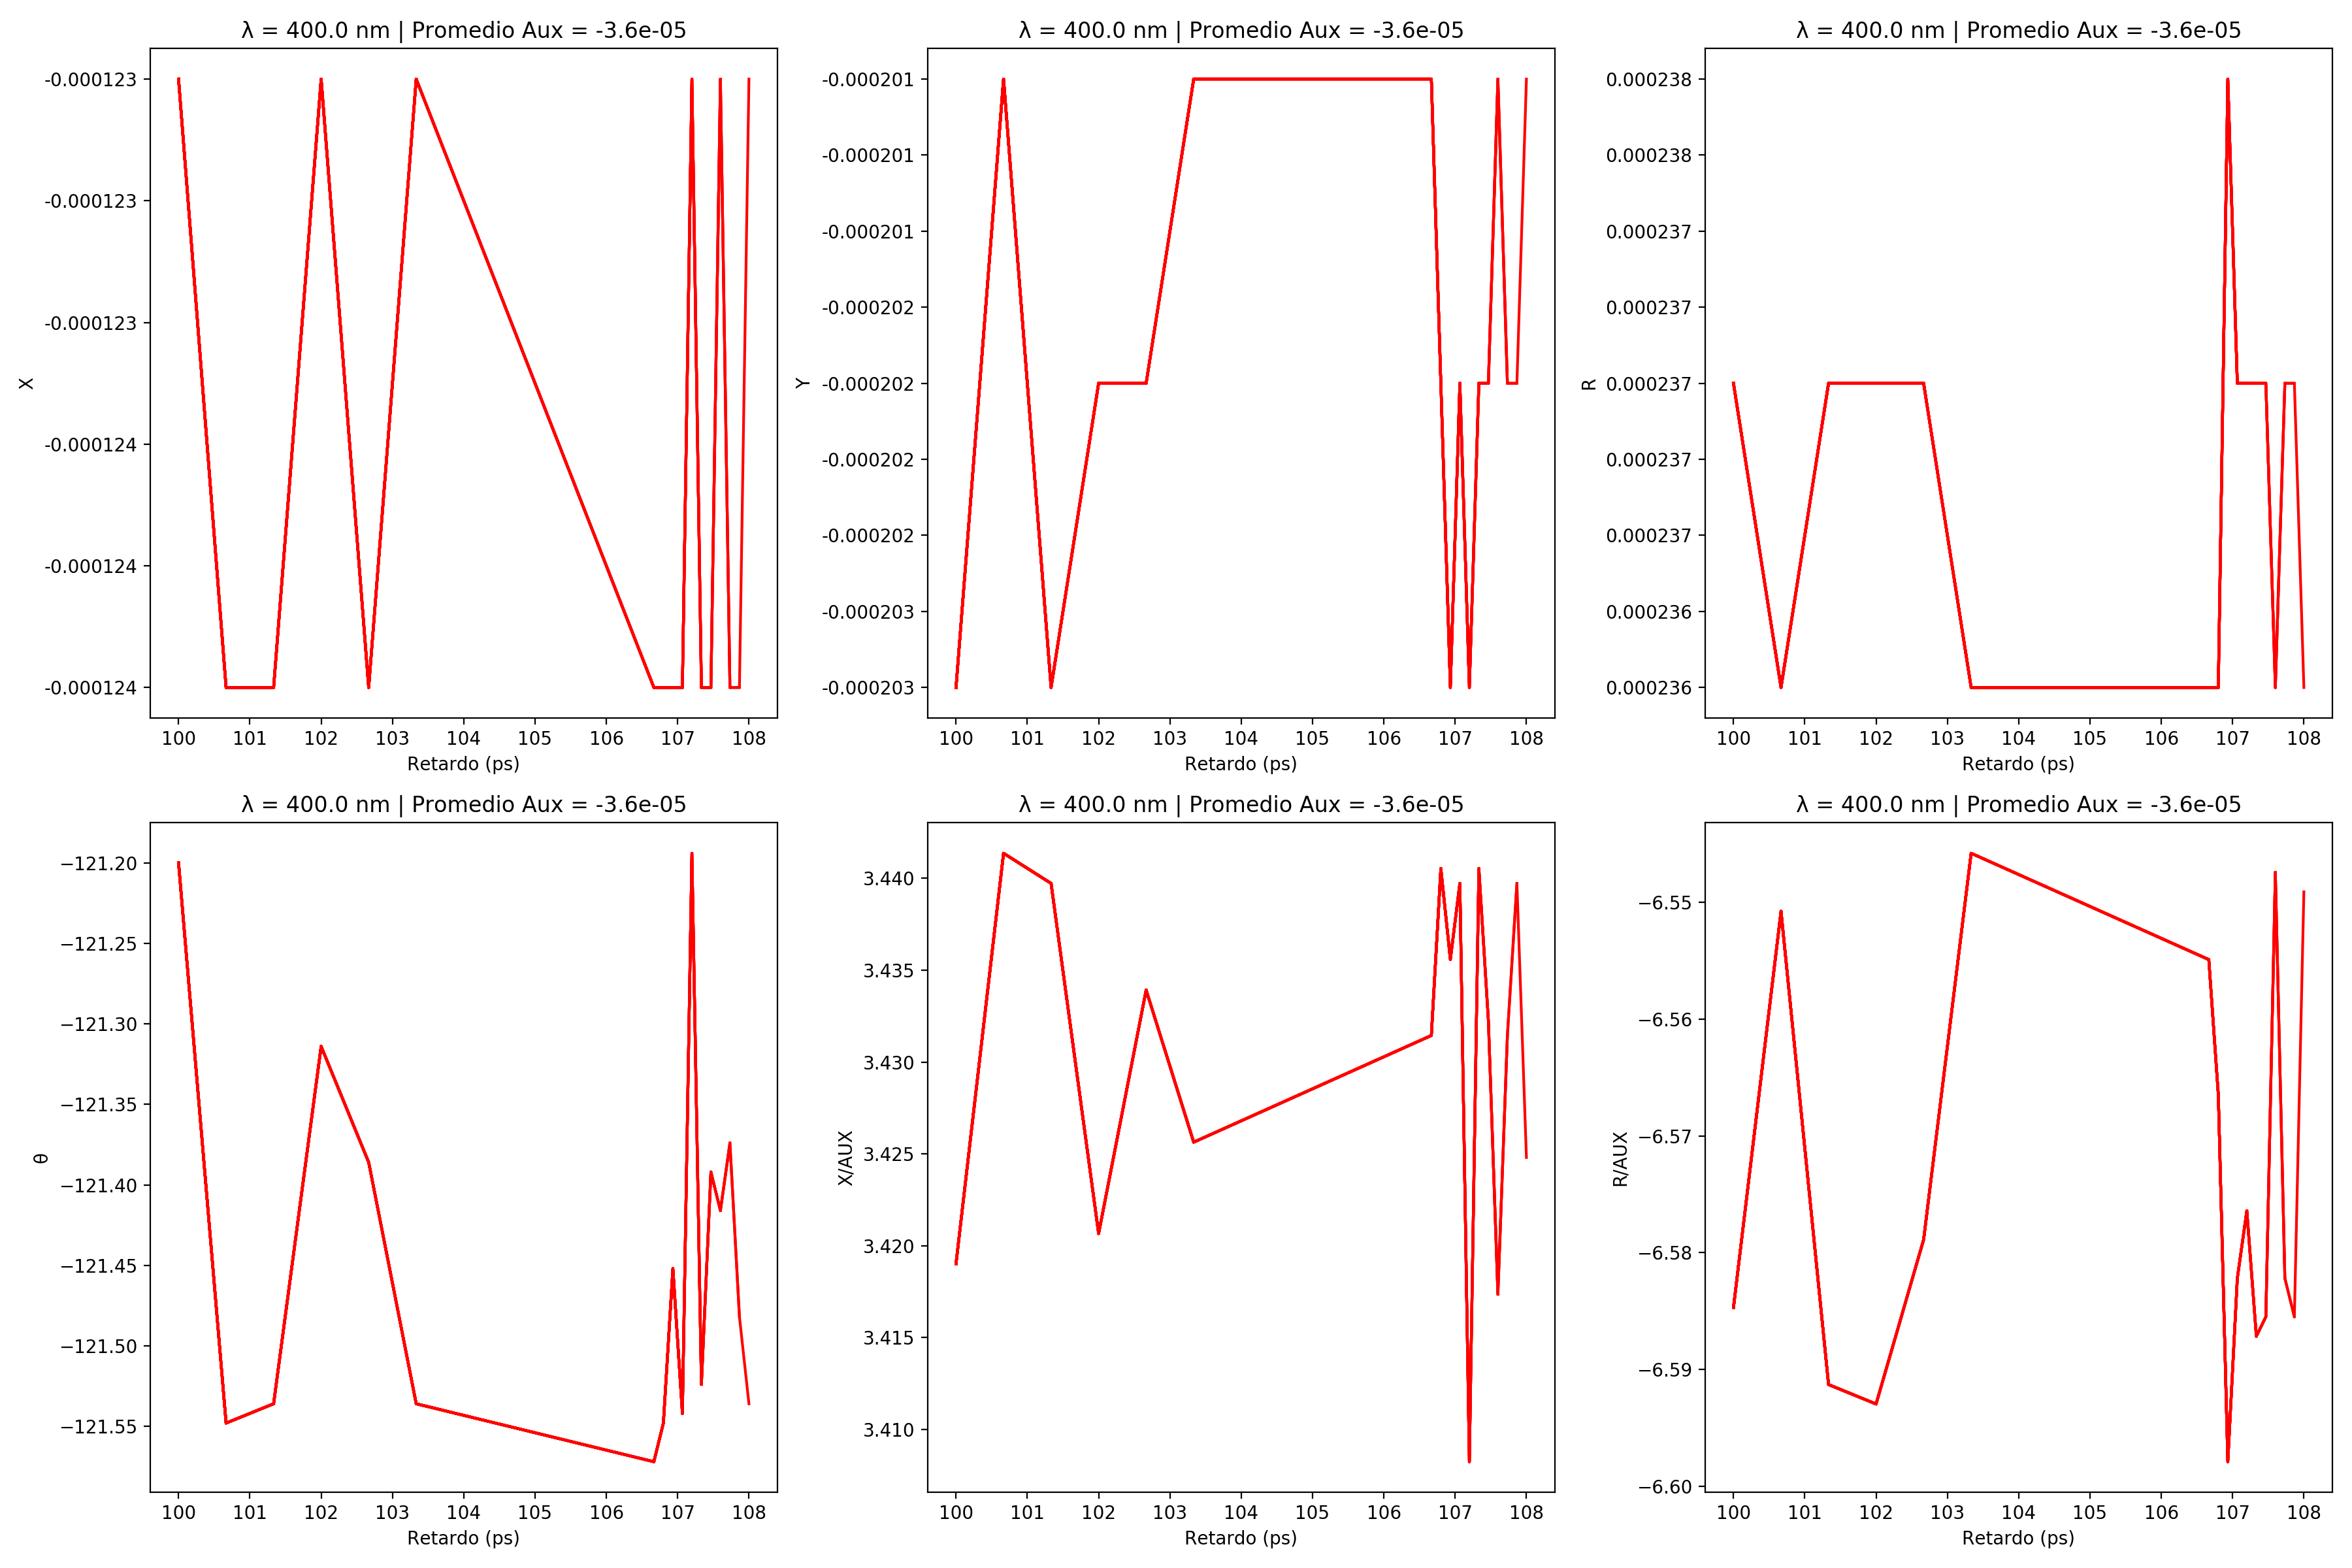 λ = 400.0 nm | Promedio Aux = -3.6e-05
X
-0.000123
-0.000123
-0.000123
-0.000124
-0.000124
-0.000124
100 101 102 103 104 105 106 107 108
Retardo (ps)
λ = 400.0 nm | Promedio Aux = -3.6e-05
Y
-0.000201
-0.000201
-0.000201
-0.000202
-0.000202
-0.000202
-0.000202
-0.000203
-0.000203
100 101 102 103 104 105 106 107 108
Retardo (ps)
λ = 400.0 nm | Promedio Aux = -3.6e-05
R
0.000238
0.000238
0.000237
0.000237
0.000237
0.000237
0.000237
0.000236
0.000236
100 101 102 103 104 105 106 107 108
Retardo (ps)
λ = 400.0 nm | Promedio Aux = -3.6e-05
θ
−121.20
−121.25
−121.30
−121.35
−121.40
−121.45
−121.50
−121.55
100 101 102 103 104 105 106 107 108
Retardo (ps)
λ = 400.0 nm | Promedio Aux = -3.6e-05
X/AUX
3.440
3.435
3.430
3.425
3.420
3.415
3.410
100 101 102 103 104 105 106 107 108
Retardo (ps)
λ = 400.0 nm | Promedio Aux = -3.6e-05
R/AUX
−6.55
−6.56
−6.57
−6.58
−6.59
−6.60
100 101 102 103 104 105 106 107 108
Retardo (ps)